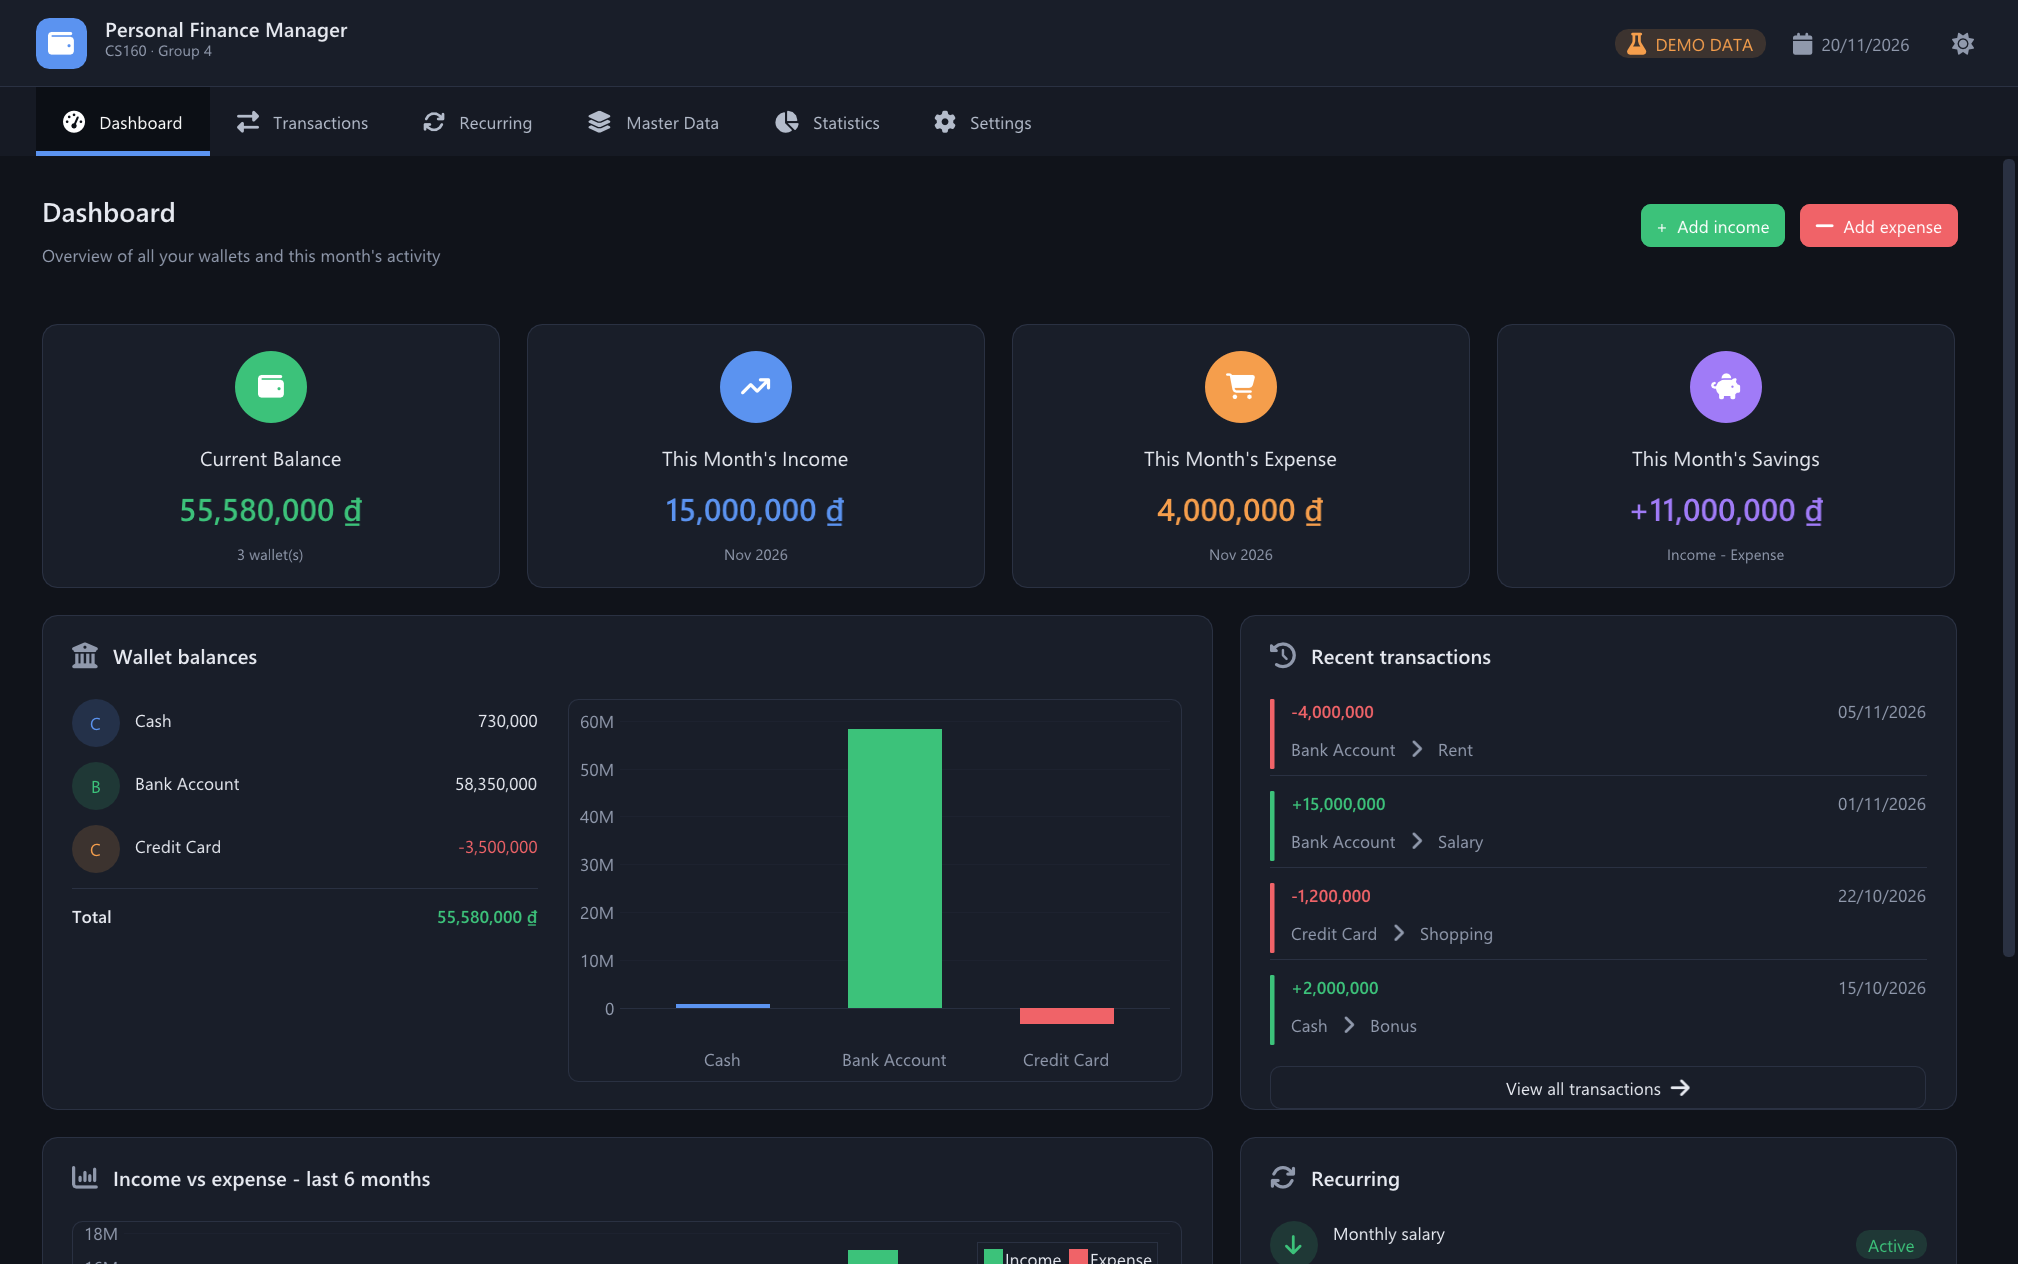 Personal Finance Manager
CS160 · Group 4
DEMO DATA
20/11/2026
Dashboard
Transactions
Recurring
Master Data
Statistics
Settings
Dashboard
Overview of all your wallets and this month's activity
+ Add income
Add expense
Current Balance
55,580,000 ₫
3 wallet(s)
This Month's Income
15,000,000 ₫
Nov 2026
This Month's Expense
4,000,000 ₫
Nov 2026
This Month's Savings
+11,000,000 ₫
Income - Expense
Wallet balances
C Cash 730,000
B Bank Account 58,350,000
C Credit Card -3,500,000
Total 55,580,000 ₫
60M
50M
40M
30M
20M
10M
0
Cash Bank Account Credit Card
Recent transactions
-4,000,000 05/11/2026
Bank Account Rent
+15,000,000 01/11/2026
Bank Account Salary
-1,200,000 22/10/2026
Credit Card Shopping
+2,000,000 15/10/2026
Cash Bonus
View all transactions
Income vs expense - last 6 months
18M
Income Expense
Recurring
Monthly salary
Active